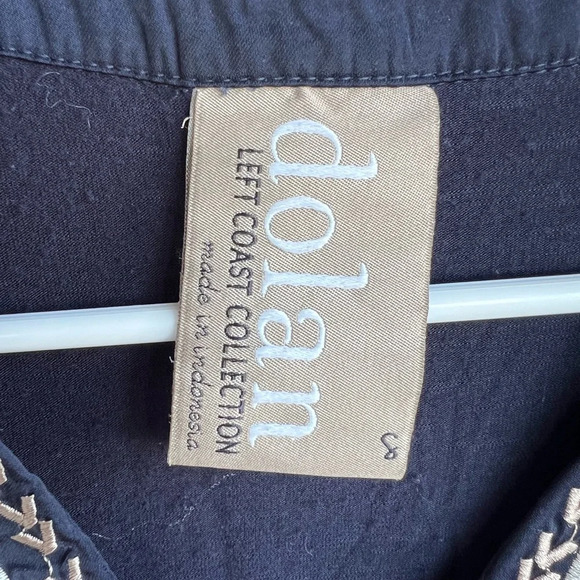 dolan
LEFT COAST COLLECTION
made in indonesia
s